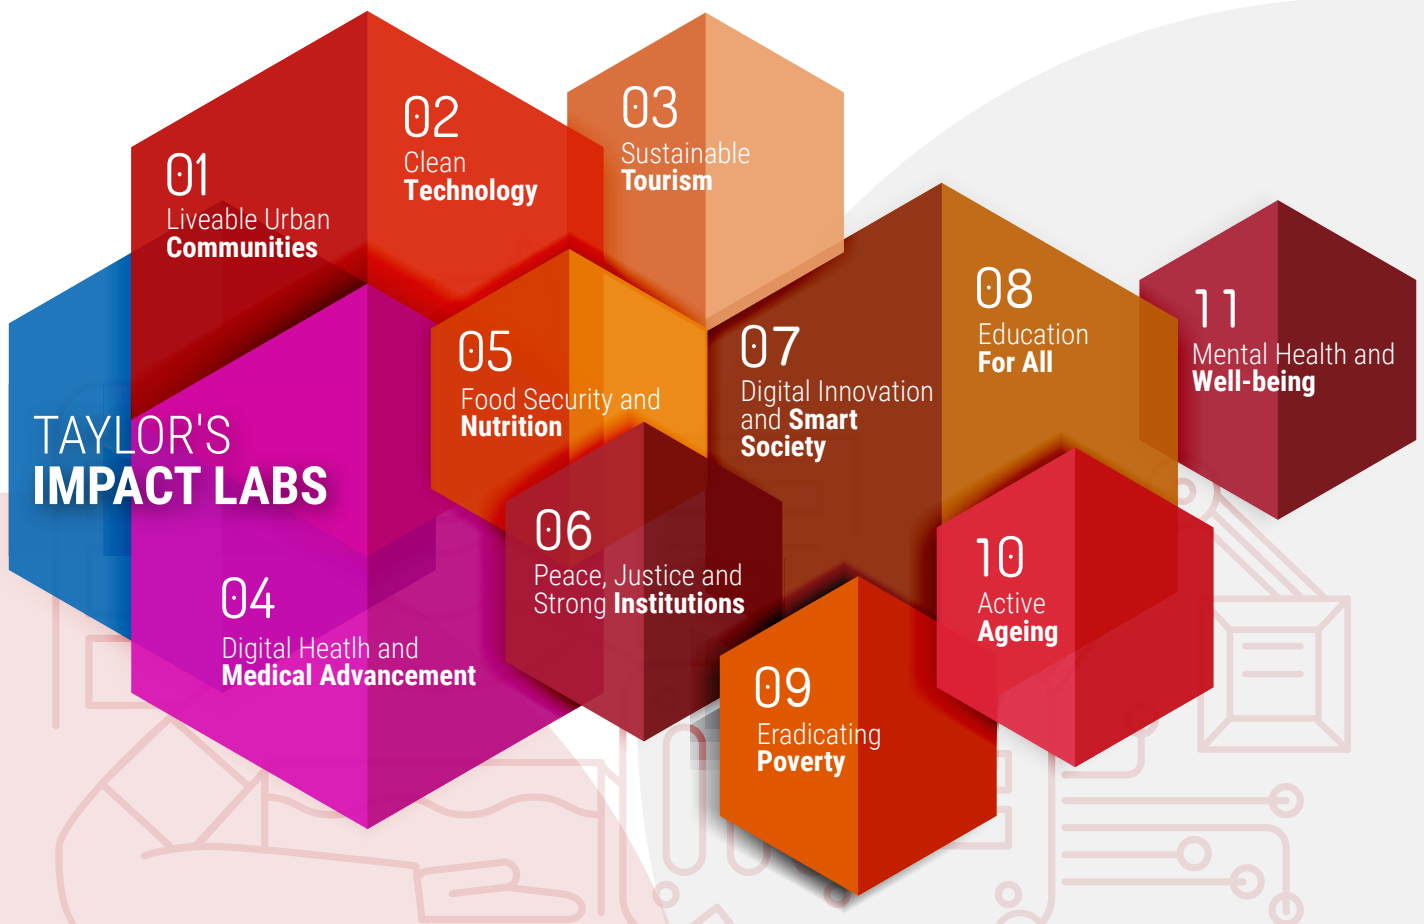 01
Liveable Urban
Communities
02
Clean
Technology
03
Sustainable
Tourism
TAYLOR'S
IMPACT LABS
04
Digital Heatlh and
Medical Advancement
05
Food Security and
Nutrition
06
Peace, Justice and
Strong Institutions
07
Digital Innovation
and Smart
Society
08
Education
For All
09
Eradicating
Poverty
10
Active
Ageing
11
Mental Health and
Well-being